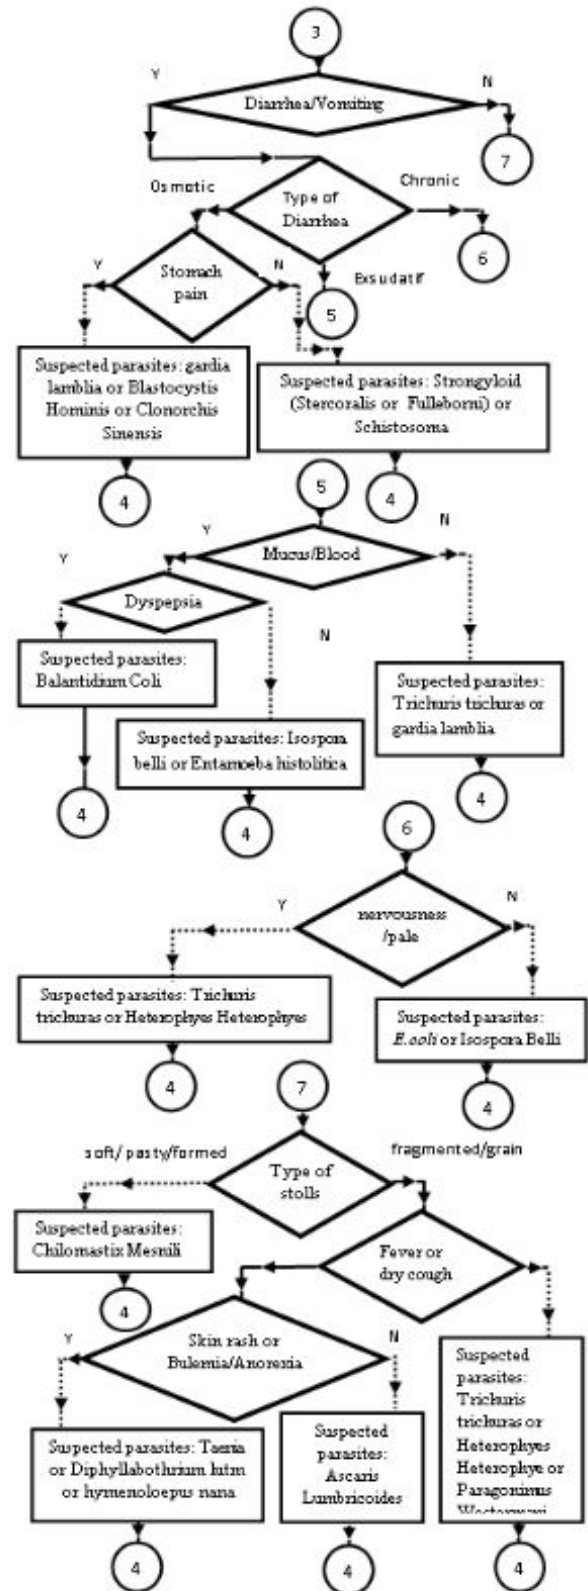 3
Y
N
Diarrhea/Vomiting
7
Osmatic
Type of
Diarrhea
Chronic
6
Y
Stomach
pain
N
Exsudatif
5
Suspected parasites: gardia
lamblia or Blastocystis
Hominis or Clonorchis
Sinensis
Suspected parasites: Strongyloid
(Stercoralis or Fulleborni) or
Schistosoma
4
4
5
Y
N
Mucus/Blood
Y
Dyspepsia
N
Suspected parasites:
Balantidium Coli
Suspected parasites: Isospora
belli or Entamoeba histolitica
Suspected parasites:
Trichuris trichuras or
gardia lamblia
4
4
4
6
Y
N
nervousness
/pale
Suspected parasites: Trichuris
trichuras or Heterophyes Heterophyes
Suspected parasites:
E.coli or Isospora Belli
4
4
7
soft/ pasty/formed
fragmented/grain
Type of
stolls
Suspected parasites:
Chilomastix Mesnili
4
Fever or
dry cough
Y
Skin rash or
Bulemia/Anorexia
N
Suspected parasites: Taenia
or Diphyllabothrium lutm
or hymenoloepus nana
Suspected
parasites:
Ascaris
Lumbricoides
Suspected
parasites:
Trichuris
trichuras or
Heterophyes
Heterophye or
Paragonimus
4
4
4